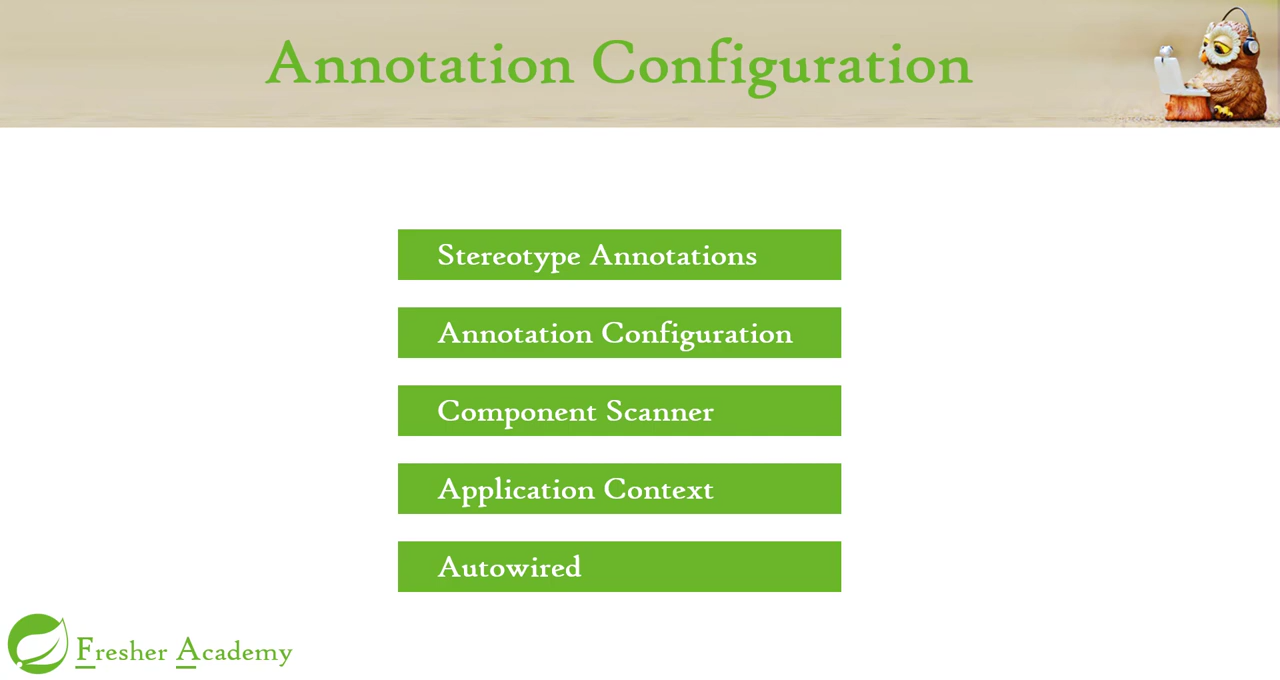 Annotation Configuration
Stereotype Annotations
Annotation Configuration
Component Scanner
Application Context
Autowired
Fresher Academy